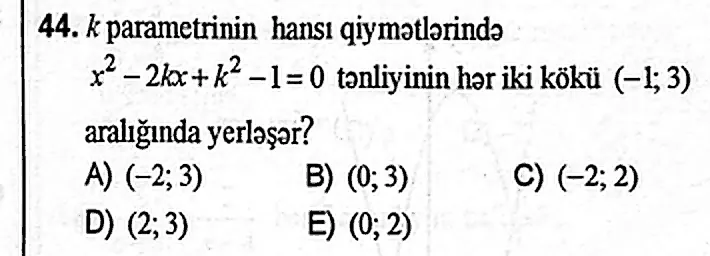 44. k parametrinin hansı qiymətlərində
x² – 2kx + k² – 1 = 0 tənliyinin hər iki kökü (–1; 3)
aralığında yerləşər?
A) (–2; 3) B) (0; 3) C) (–2; 2)
D) (2; 3) E) (0; 2)